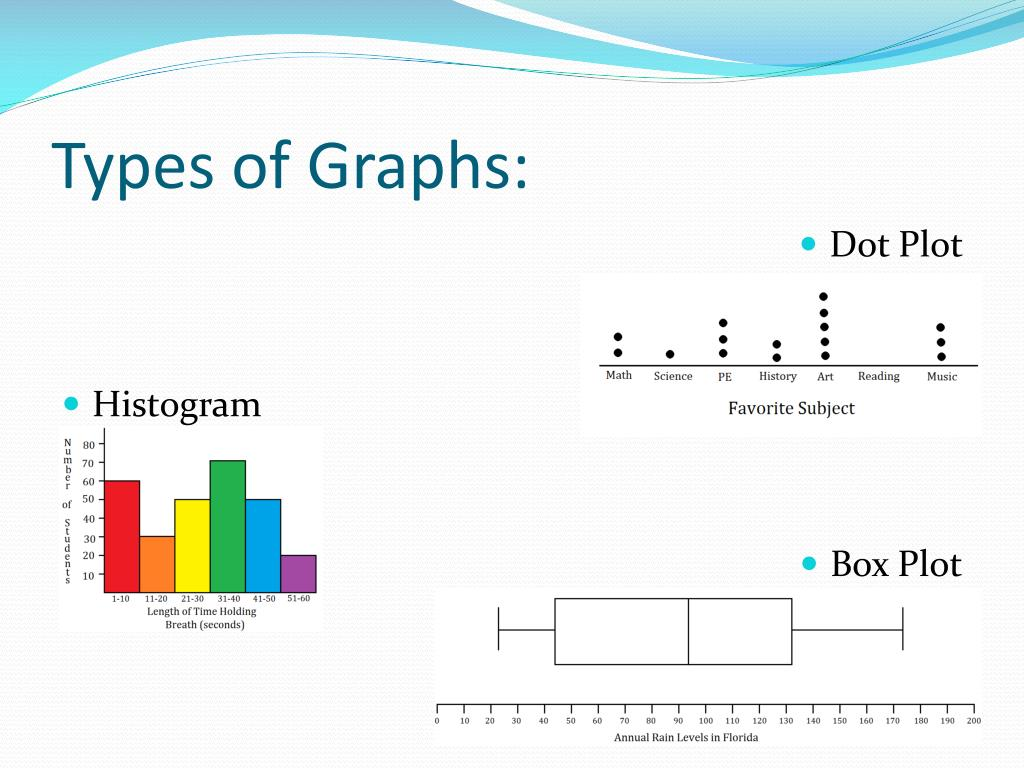 Types of Graphs:
• Dot Plot
Math Science PE History Art Reading Music
Favorite Subject
• Histogram
Number of Students
80
70
60
50
40
30
20
10
1-10 11-20 21-30 31-40 41-50 51-60
Length of Time Holding
Breath (seconds)
• Box Plot
0 10 20 30 40 50 60 70 80 90 100 110 120 130 140 150 160 170 180 190 200
Annual Rain Levels in Florida